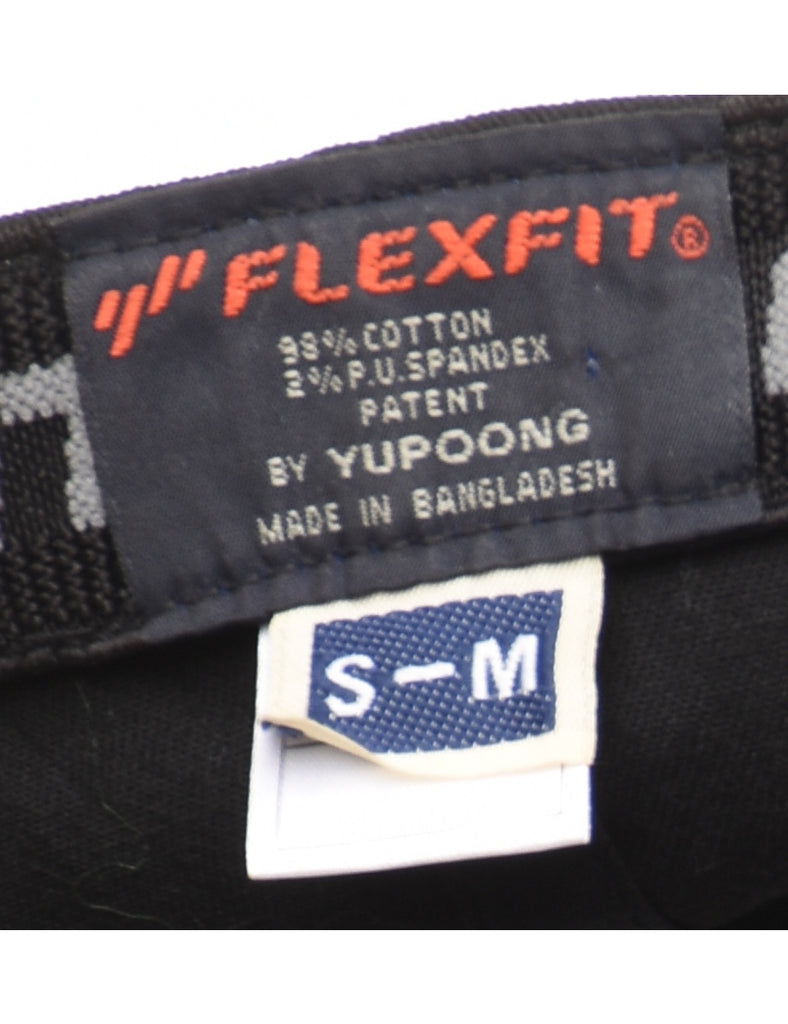 FLEXFIT®
98% COTTON
2% P.U.SPANDEX
PATENT
BY YUPOONG
MADE IN BANGLADESH
S-M